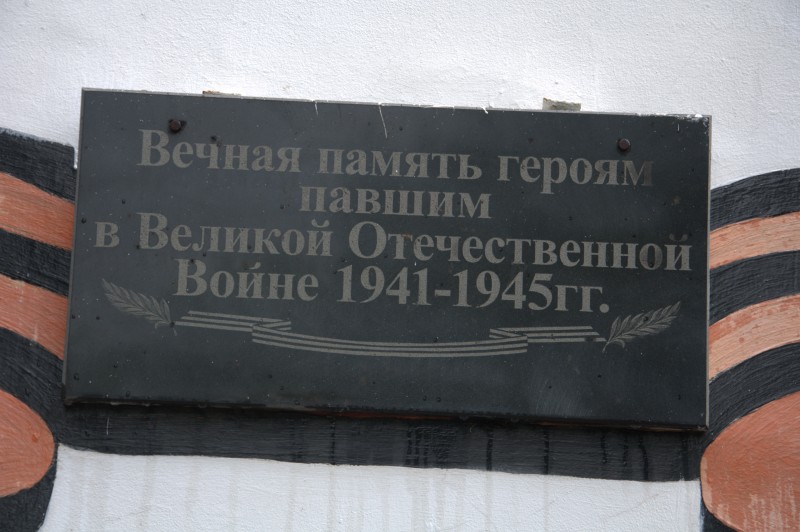 Вечная память героям
павшим
в Великой Отечественной
Войне 1941-1945гг.